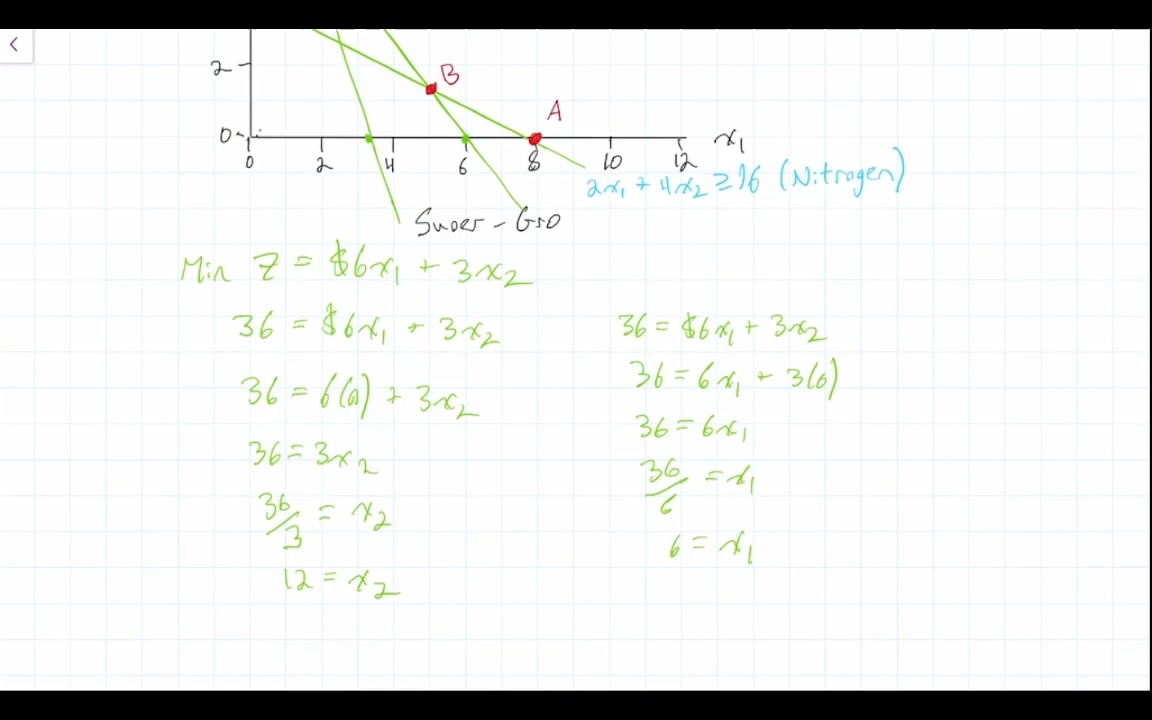 2
B
A
0
0 2 4 6 8 10 12 x₁
2x₁ + 4x₂ ≥ 16 (Nitrogen)
Super - Gro
Min Z = $6x₁ + 3x₂
36 = $6x₁ + 3x₂
36 = 6(0) + 3x₂
36 = 3x₂
36/3 = x₂
12 = x₂
36 = $6x₁ + 3x₂
36 = 6x₁ + 3(0)
36 = 6x₁
36/6 = x₁
6 = x₁